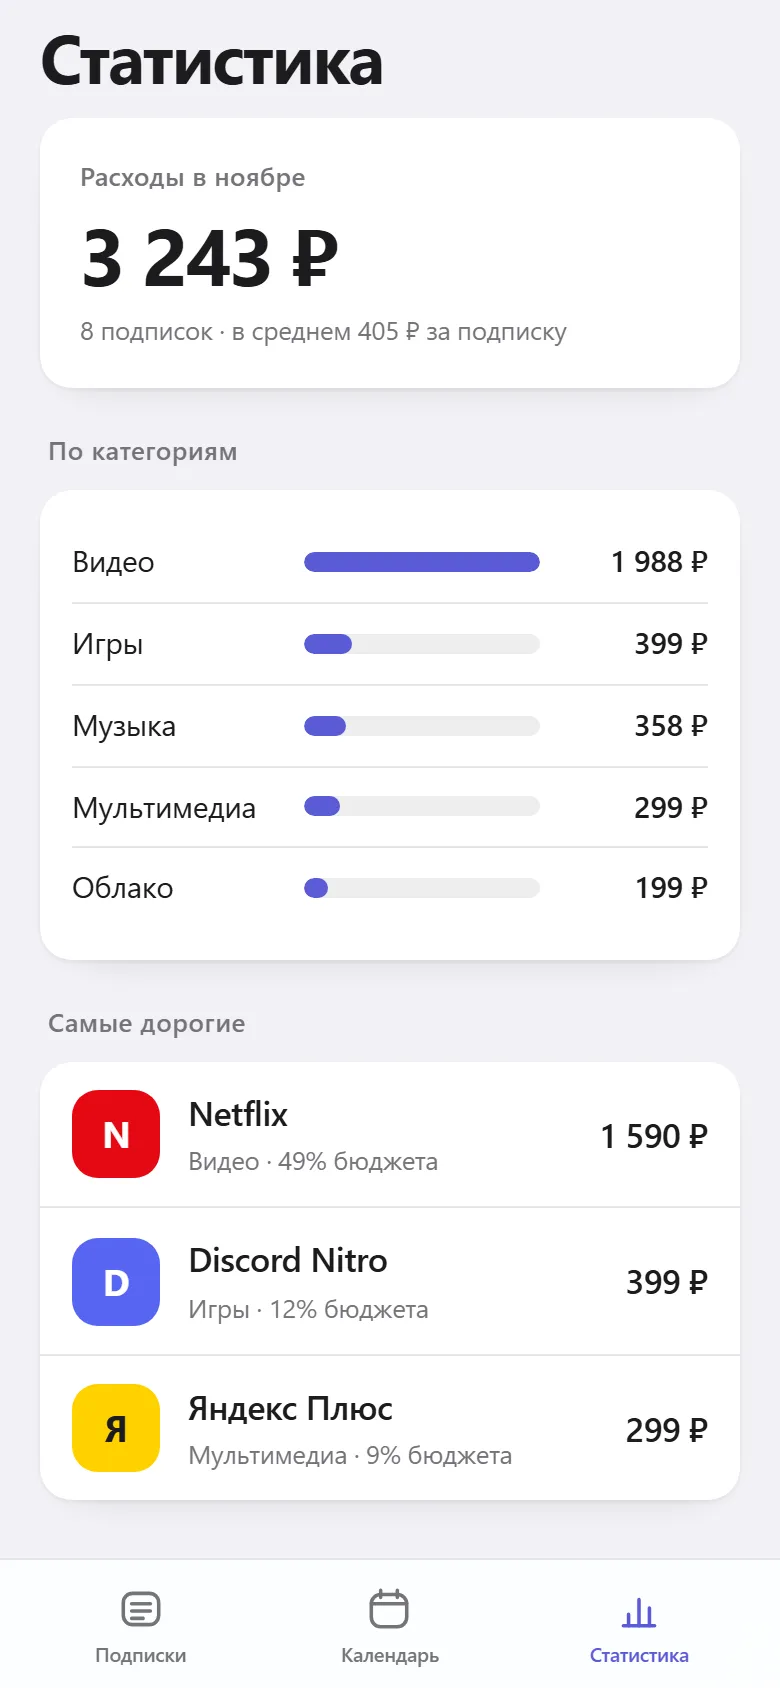 Статистика
Расходы в ноябре
3 243 ₽
8 подписок · в среднем 405 ₽ за подписку
По категориям
Видео 1 988 ₽
Игры 399 ₽
Музыка 358 ₽
Мультимедиа 299 ₽
Облако 199 ₽
Самые дорогие
N Netflix 1 590 ₽
Видео · 49% бюджета
D Discord Nitro 399 ₽
Игры · 12% бюджета
Я Яндекс Плюс 299 ₽
Мультимедиа · 9% бюджета
Подписки Календарь Статистика